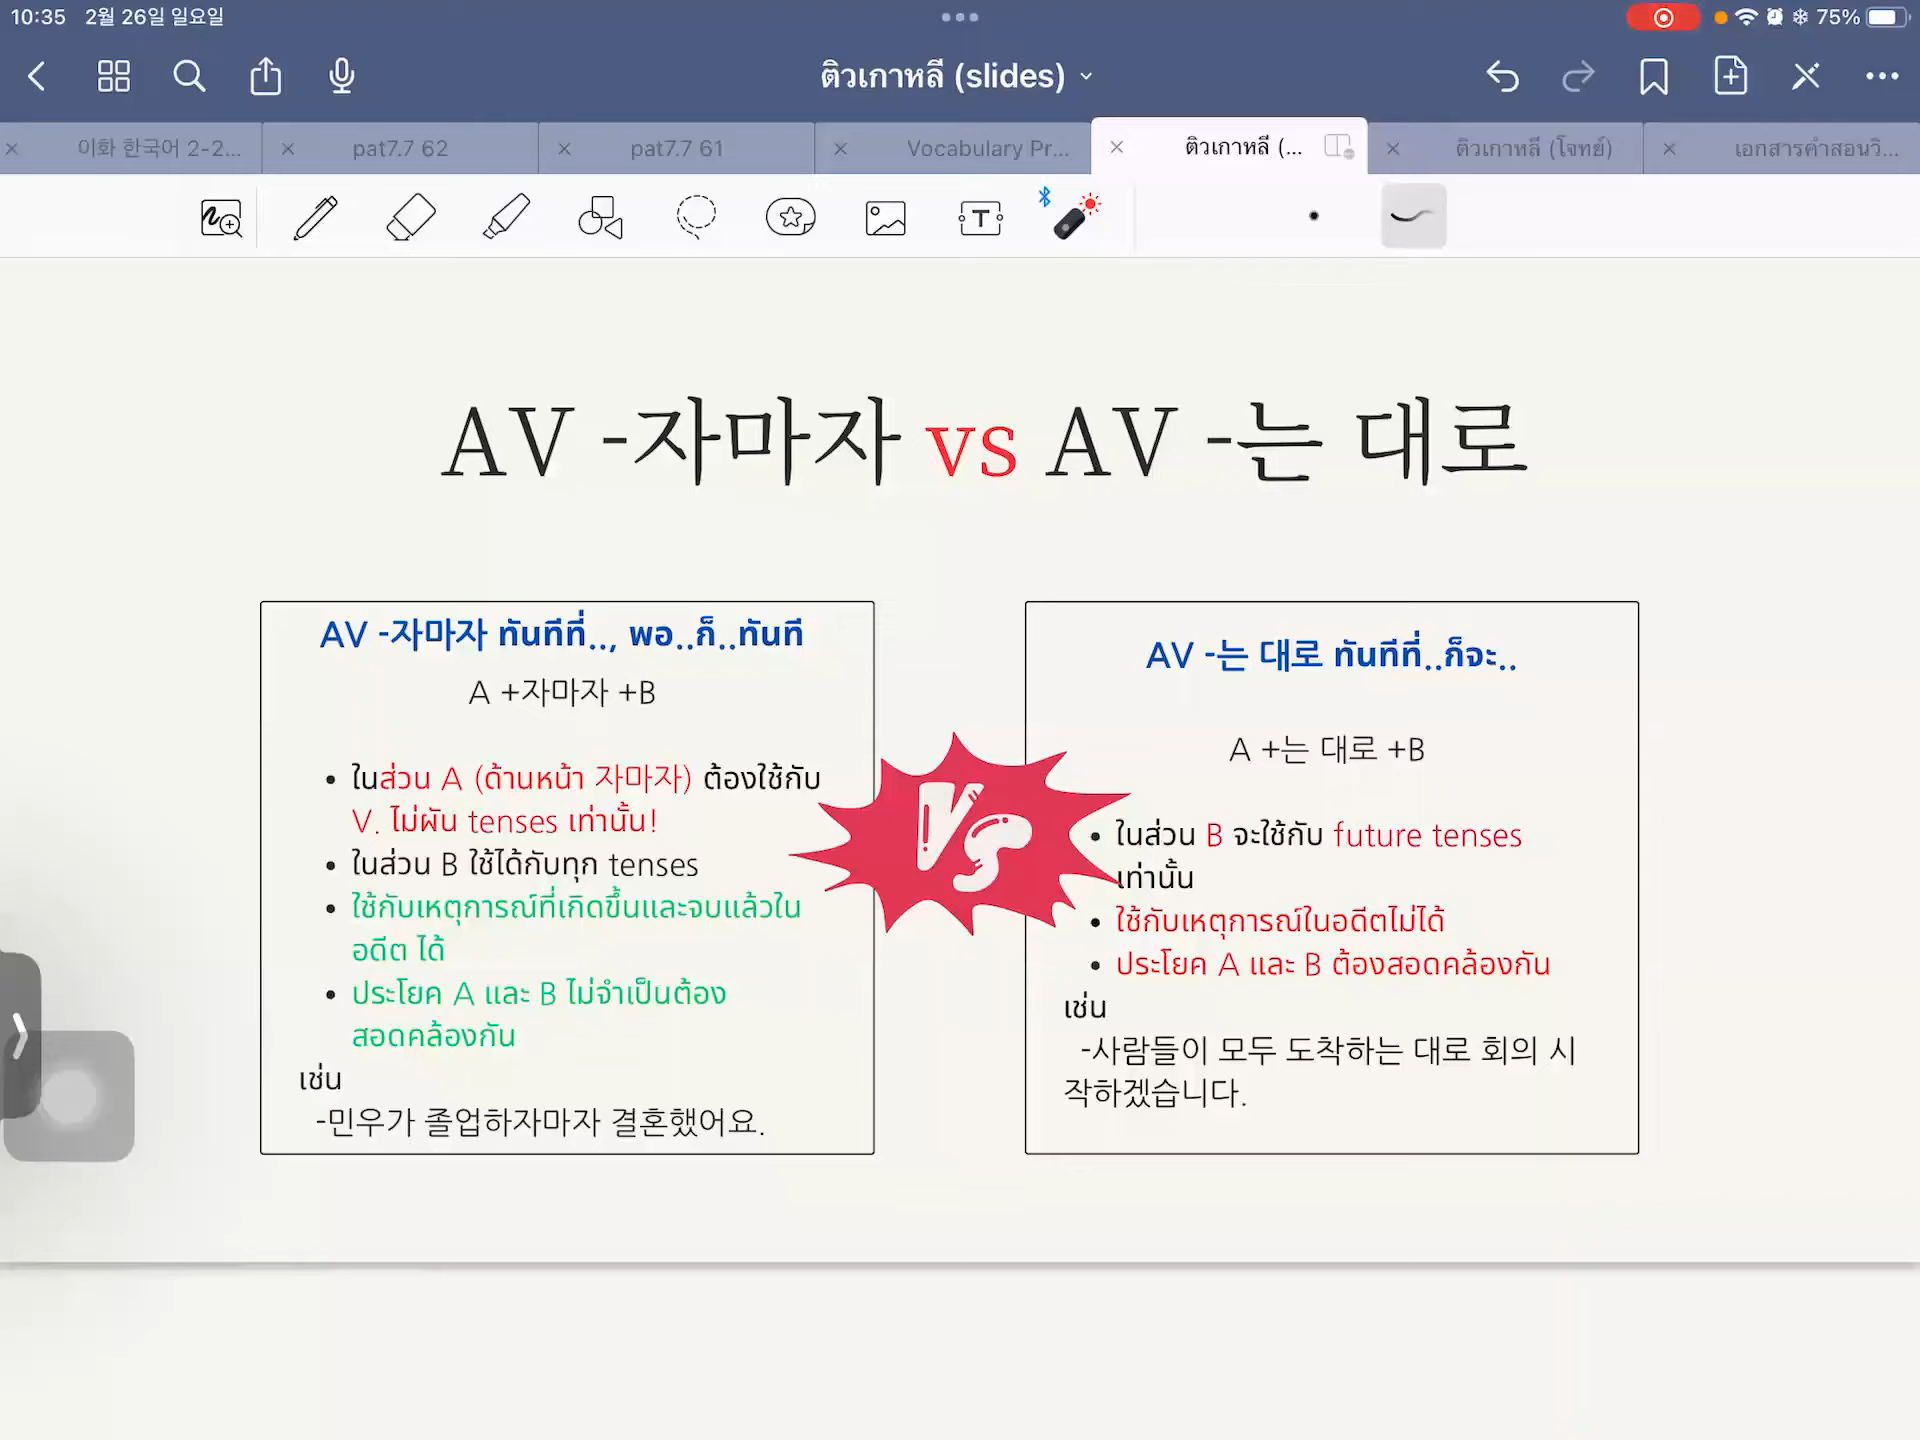 10:35 2월 26일 일요일
75%
ติวเกาหลี (slides)
이화 한국어 2-2...
pat7.7 62
pat7.7 61
Vocabulary Pr...
ติวเกาหลี (...
ติวเกาหลี (โจทย์)
เอกสารคำสอนวิ...
AV -자마자 vs AV -는 대로
AV -자마자 ทันทีที่.., พอ..ก็..ทันที
A +자마자 +B
• ในส่วน A (ด้านหน้า 자마자) ต้องใช้กับ
V. ไม่ผัน tenses เท่านั้น!
• ในส่วน B ใช้ได้กับทุก tenses
• ใช้กับเหตุการณ์ที่เกิดขึ้นและจบแล้วใน
อดีต ได้
• ประโยค A และ B ไม่จำเป็นต้อง
สอดคล้องกัน
เช่น
-민우가 졸업하자마자 결혼했어요.
VS
AV -는 대로 ทันทีที่..ก็จะ..
A +는 대로 +B
• ในส่วน B จะใช้กับ future tenses
เท่านั้น
• ใช้กับเหตุการณ์ในอดีตไม่ได้
• ประโยค A และ B ต้องสอดคล้องกัน
เช่น
-사람들이 모두 도착하는 대로 회의 시
작하겠습니다.